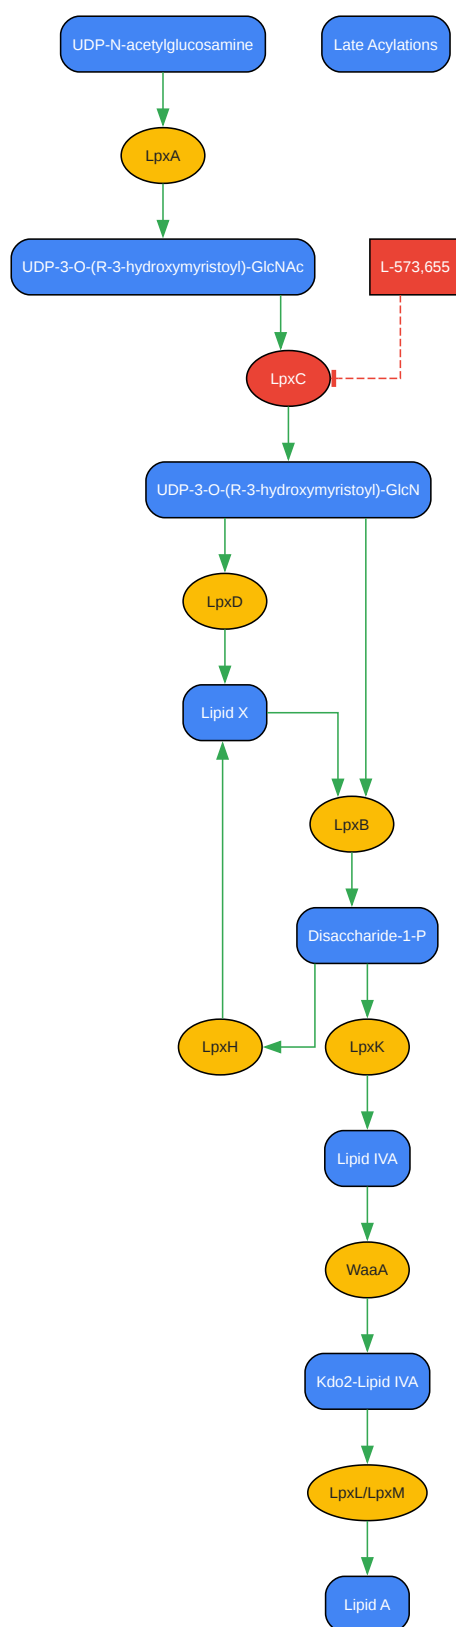 UDP-N-acetylglucosamine
Late Acylations
LpxA
UDP-3-O-(R-3-hydroxymyristoyl)-GlcNAc
L-573,655
LpxC
UDP-3-O-(R-3-hydroxymyristoyl)-GlcN
LpxD
Lipid X
LpxB
Disaccharide-1-P
LpxH
LpxK
Lipid IVA
WaaA
Kdo2-Lipid IVA
LpxL/LpxM
Lipid A